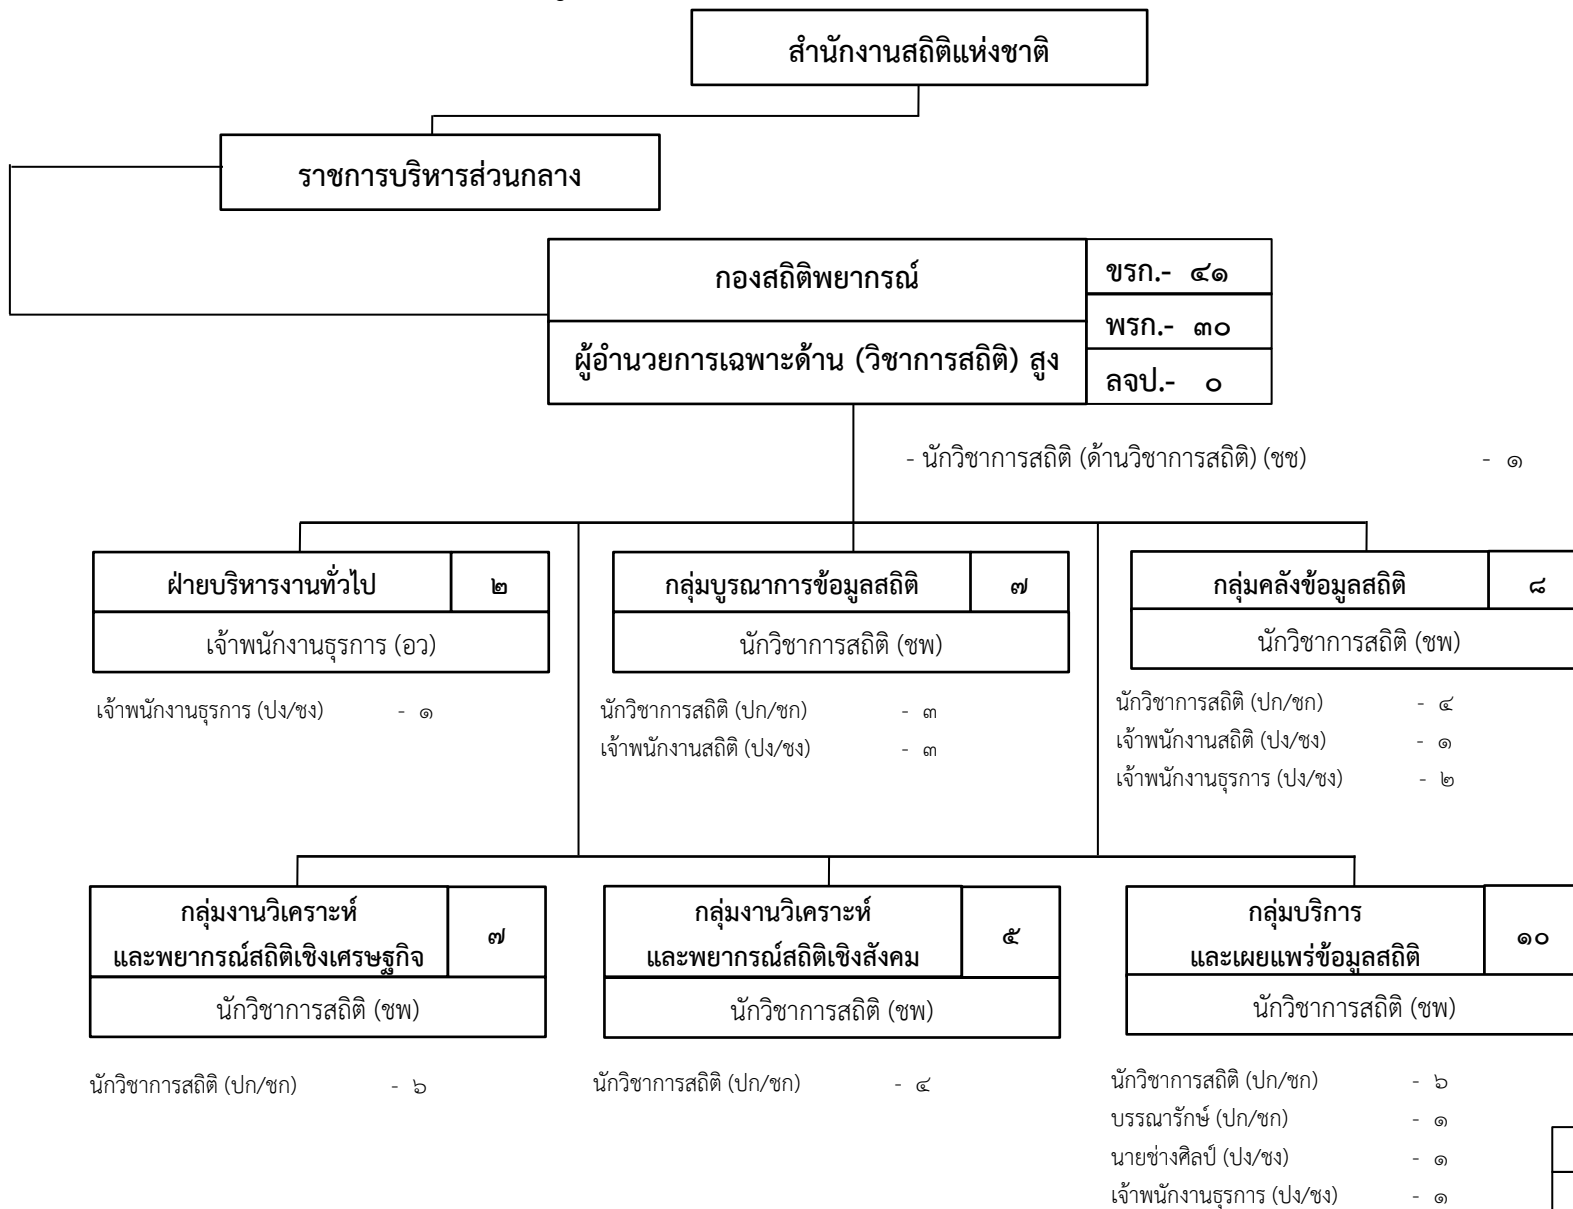 สำนักงานสถิติแห่งชาติ
ราชการบริหารส่วนกลาง
กองสถิติพยากรณ์
ขรก.- ๔๑
ผู้อำนวยการเฉพาะด้าน (วิชาการสถิติ) สูง
พรก.- ๓๐
ลจป.- ๐
- นักวิชาการสถิติ (ด้านวิชาการสถิติ) (ชช) - ๑
ฝ่ายบริหารงานทั่วไป ๒
เจ้าพนักงานธุรการ (อว)
เจ้าพนักงานธุรการ (ปง/ชง) - ๑
กลุ่มบูรณาการข้อมูลสถิติ ๗
นักวิชาการสถิติ (ชพ)
นักวิชาการสถิติ (ปก/ชก) - ๓
เจ้าพนักงานสถิติ (ปง/ชง) - ๓
กลุ่มคลังข้อมูลสถิติ ๘
นักวิชาการสถิติ (ชพ)
นักวิชาการสถิติ (ปก/ชก) - ๔
เจ้าพนักงานสถิติ (ปง/ชง) - ๑
เจ้าพนักงานธุรการ (ปง/ชง) - ๒
กลุ่มงานวิเคราะห์
และพยากรณ์สถิติเชิงเศรษฐกิจ
๗
นักวิชาการสถิติ (ชพ)
นักวิชาการสถิติ (ปก/ชก) - ๖
กลุ่มงานวิเคราะห์
และพยากรณ์สถิติเชิงสังคม
๕
นักวิชาการสถิติ (ชพ)
นักวิชาการสถิติ (ปก/ชก) - ๔
กลุ่มบริการ
และเผยแพร่ข้อมูลสถิติ
๑๐
นักวิชาการสถิติ (ชพ)
นักวิชาการสถิติ (ปก/ชก) - ๖
บรรณารักษ์ (ปก/ชก) - ๑
นายช่างศิลป์ (ปง/ชง) - ๑
เจ้าพนักงานธุรการ (ปง/ชง) - ๑